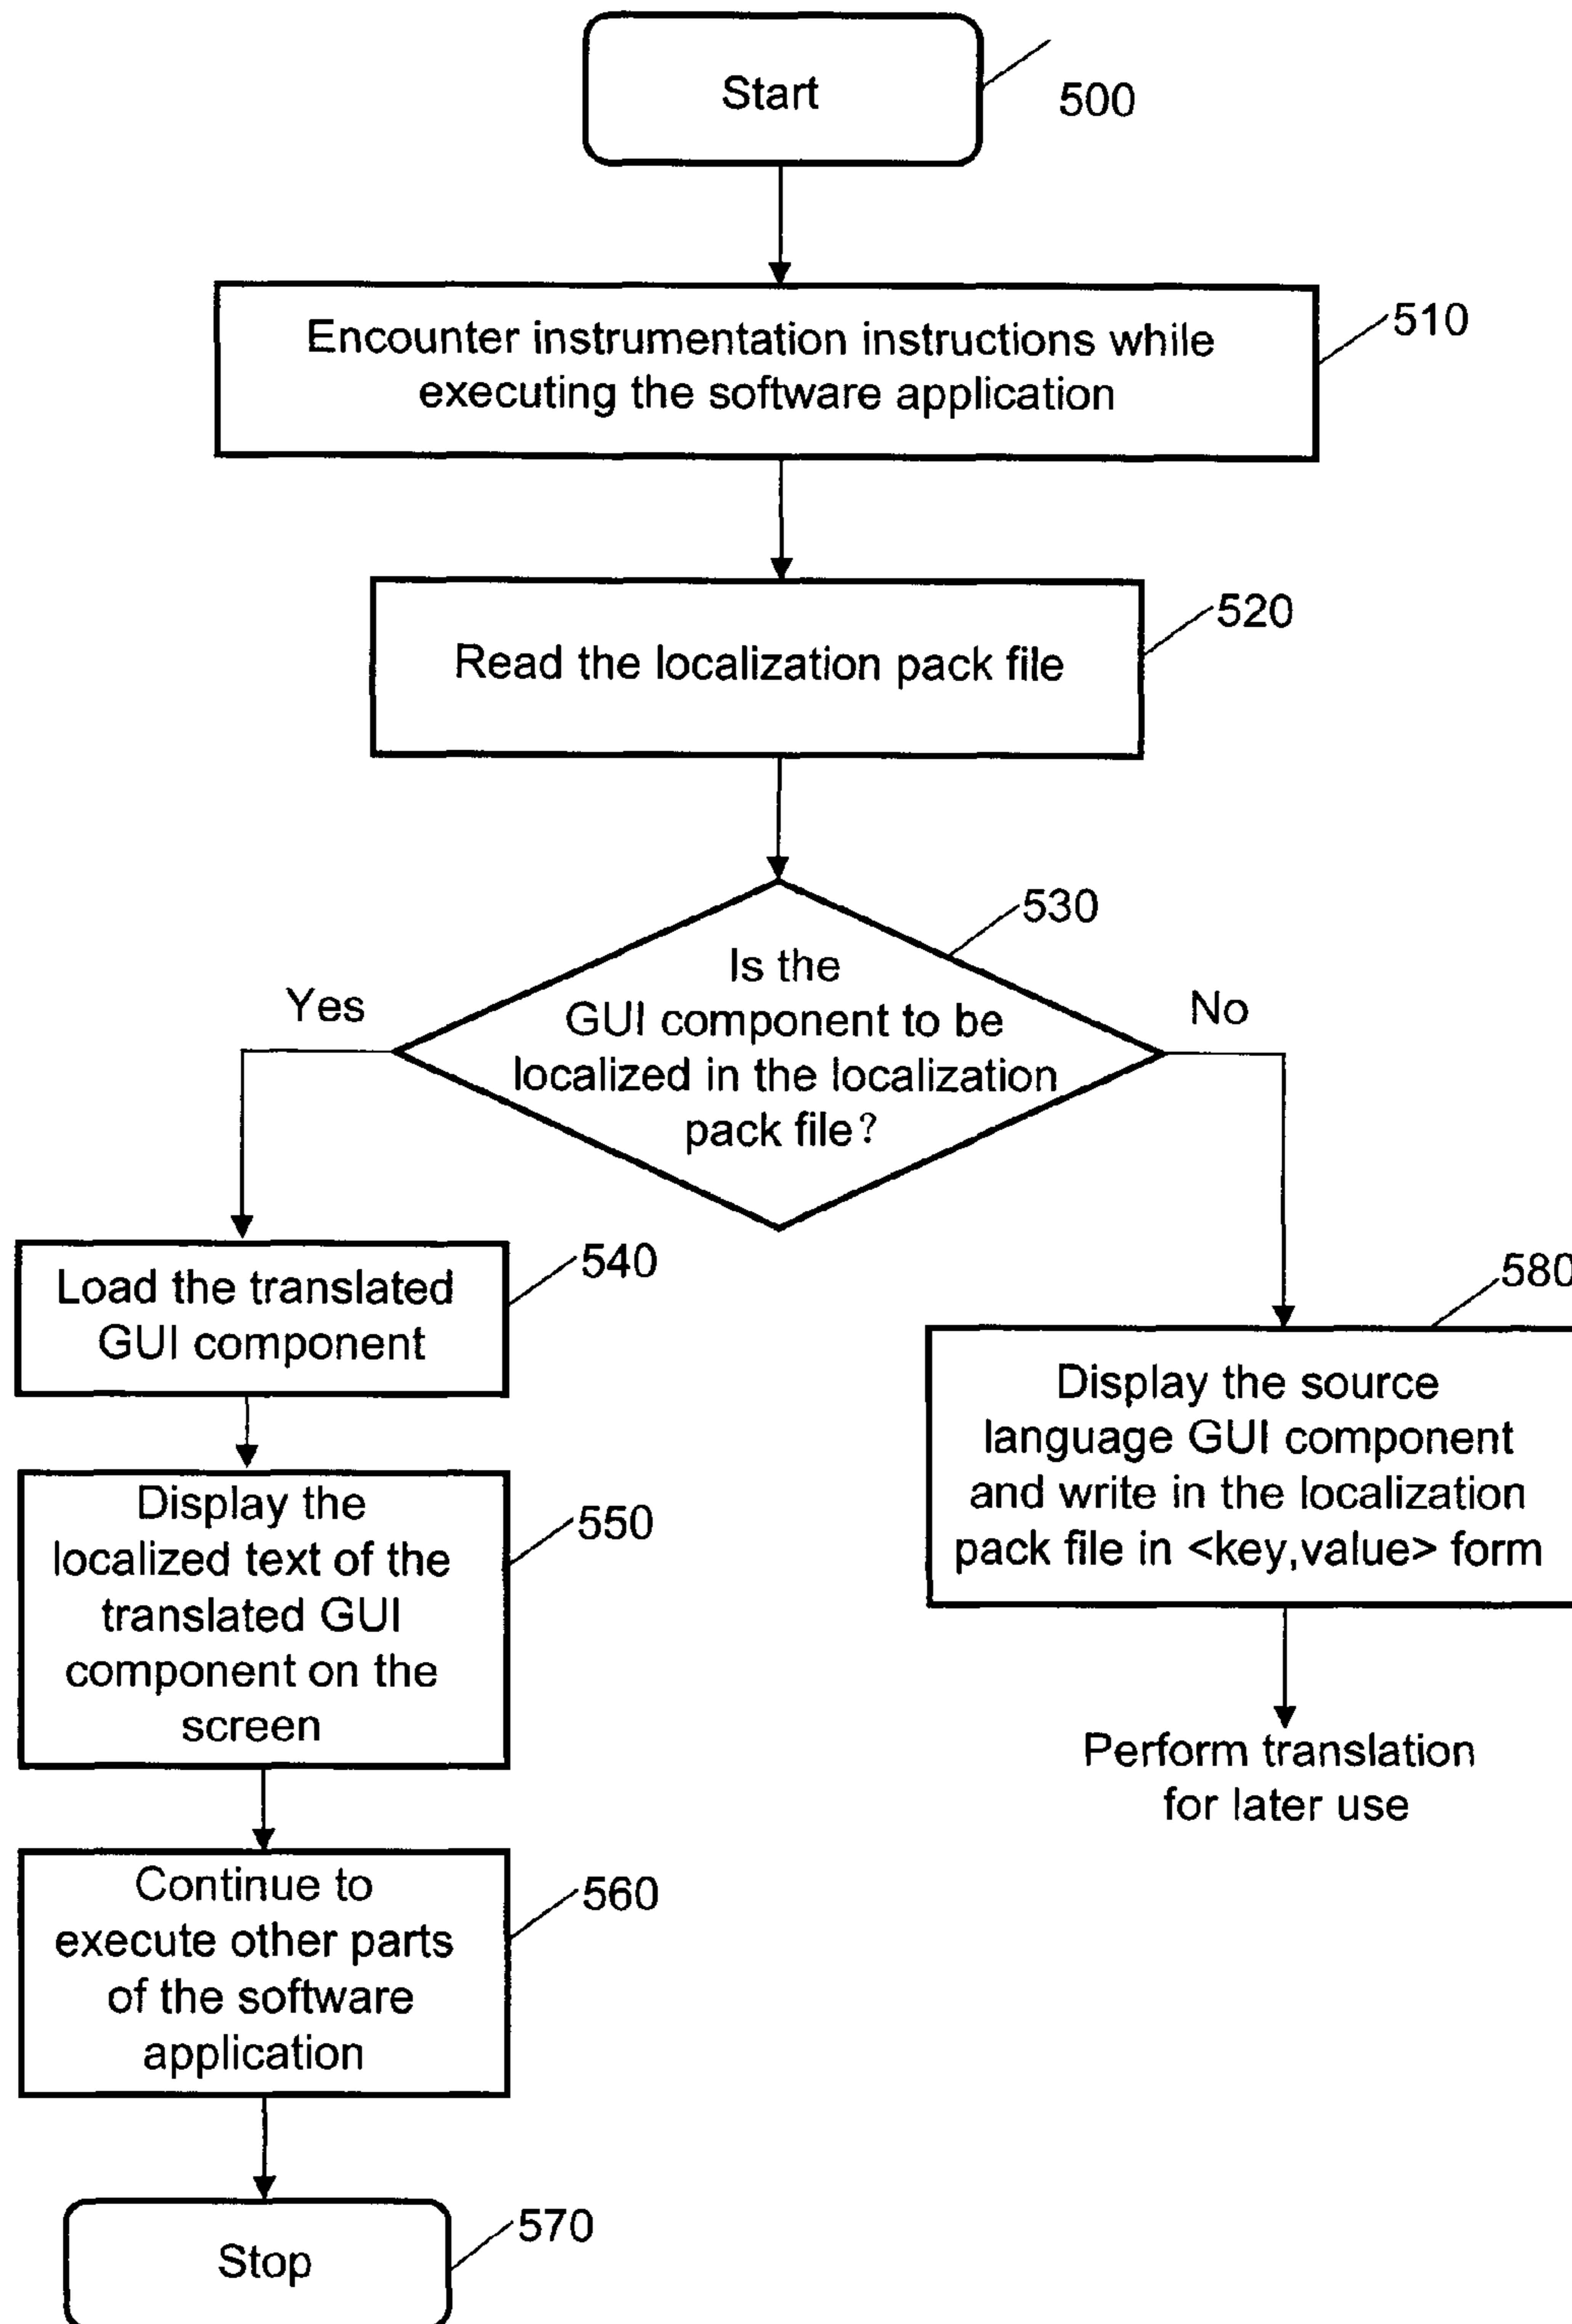 Start
500
Encounter instrumentation instructions while
executing the software application
510
Read the localization pack file
520
530
Is the
GUI component to be
localized in the localization
pack file?
Yes
No
Load the translated
GUI component
540
Display the
localized text of the
translated GUI
component on the
screen
550
Continue to
execute other parts
of the software
application
560
Stop
570
580
Display the source
language GUI component
and write in the localization
pack file in <key,value> form
Perform translation
for later use